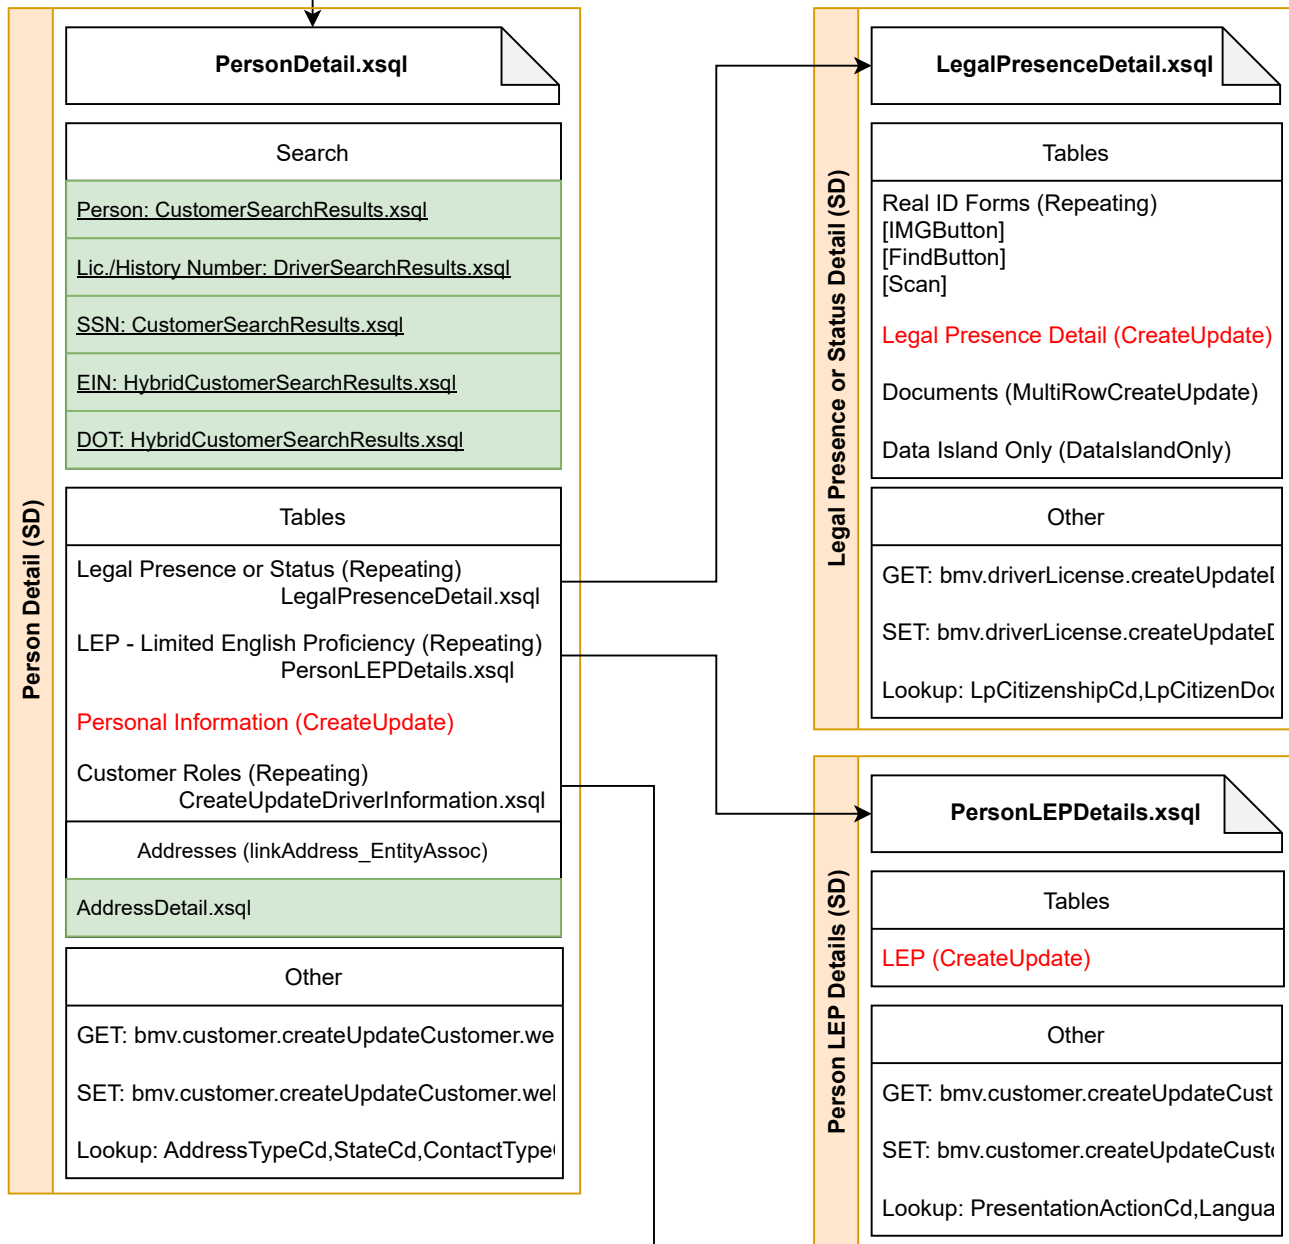 Person Detail (SD)
PersonDetail.xsql
Search
Person: CustomerSearchResults.xsql
Lic./History Number: DriverSearchResults.xsql
SSN: CustomerSearchResults.xsql
EIN: HybridCustomerSearchResults.xsql
DOT: HybridCustomerSearchResults.xsql
Tables
Legal Presence or Status (Repeating)
LegalPresenceDetail.xsql
LEP - Limited English Proficiency (Repeating)
PersonLEPDetails.xsql
Personal Information (CreateUpdate)
Customer Roles (Repeating)
CreateUpdateDriverInformation.xsql
Addresses (linkAddress_EntityAssoc)
AddressDetail.xsql
Other
GET: bmv.customer.createUpdateCustomer.we
SET: bmv.customer.createUpdateCustomer.we
Lookup: AddressTypeCd,StateCd,ContactType
Legal Presence or Status Detail (SD)
LegalPresenceDetail.xsql
Tables
Real ID Forms (Repeating)
[IMGButton]
[FindButton]
[Scan]
Legal Presence Detail (CreateUpdate)
Documents (MultiRowCreateUpdate)
Data Island Only (DataIslandOnly)
Other
GET: bmv.driverLicense.createUpdate
SET: bmv.driverLicense.createUpdate
Lookup: LpCitizenshipCd,LpCitizenDo
Person LEP Details (SD)
PersonLEPDetails.xsql
Tables
LEP (CreateUpdate)
Other
GET: bmv.customer.createUpdateCust
SET: bmv.customer.createUpdateCust
Lookup: PresentationActionCd,Langua